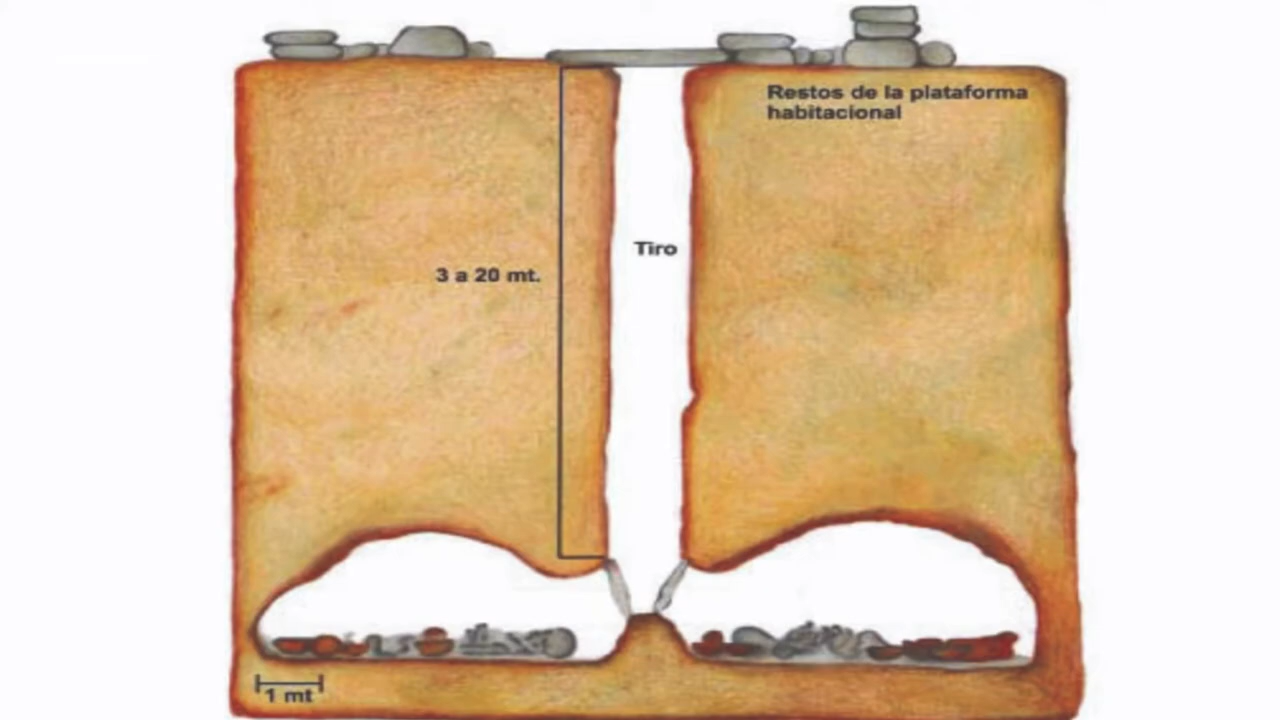 Restos de la plataforma
habitacional
Tiro
3 a 20 mt.
1 mt